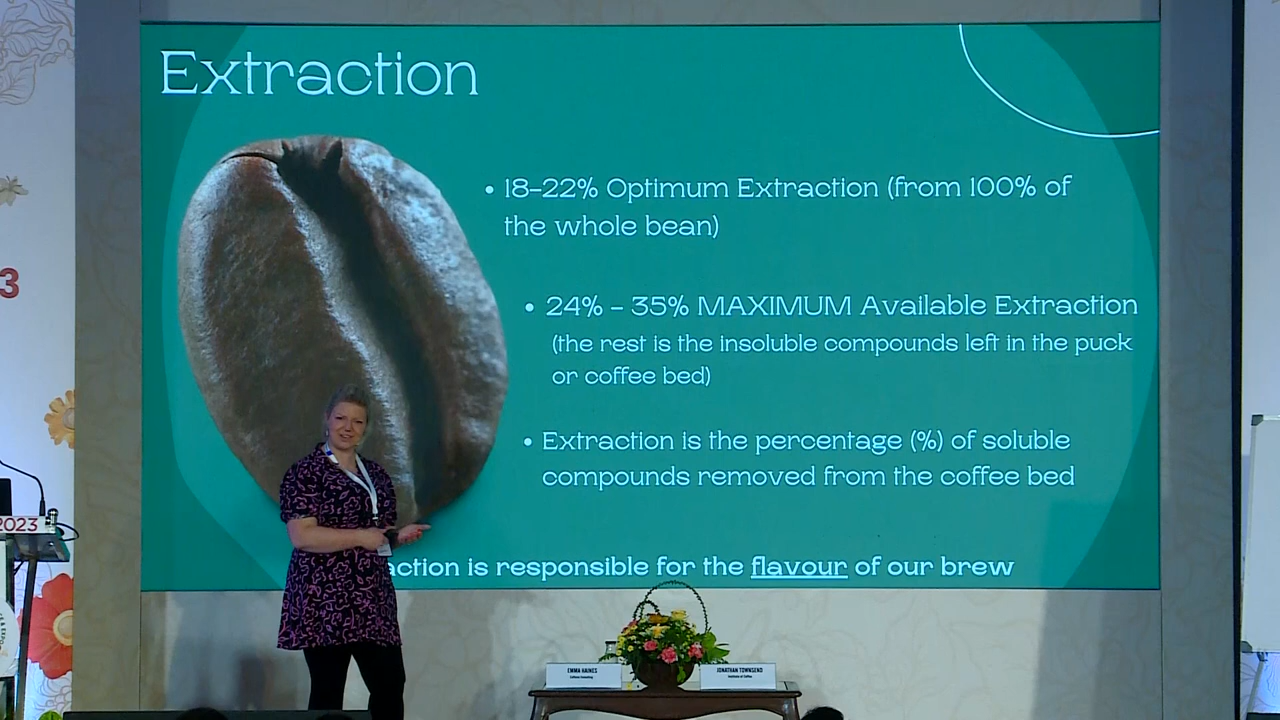 Extraction
• 18-22% Optimum Extraction (from 100% of
the whole bean)
• 24% - 35% MAXIMUM Available Extraction
(the rest is the insoluble compounds left in the puck
or coffee bed)
• Extraction is the percentage (%) of soluble
compounds removed from the coffee bed
action is responsible for the flavour of our brew
3
2023
EMMA HAINES
JONATHAN TOWNSEND